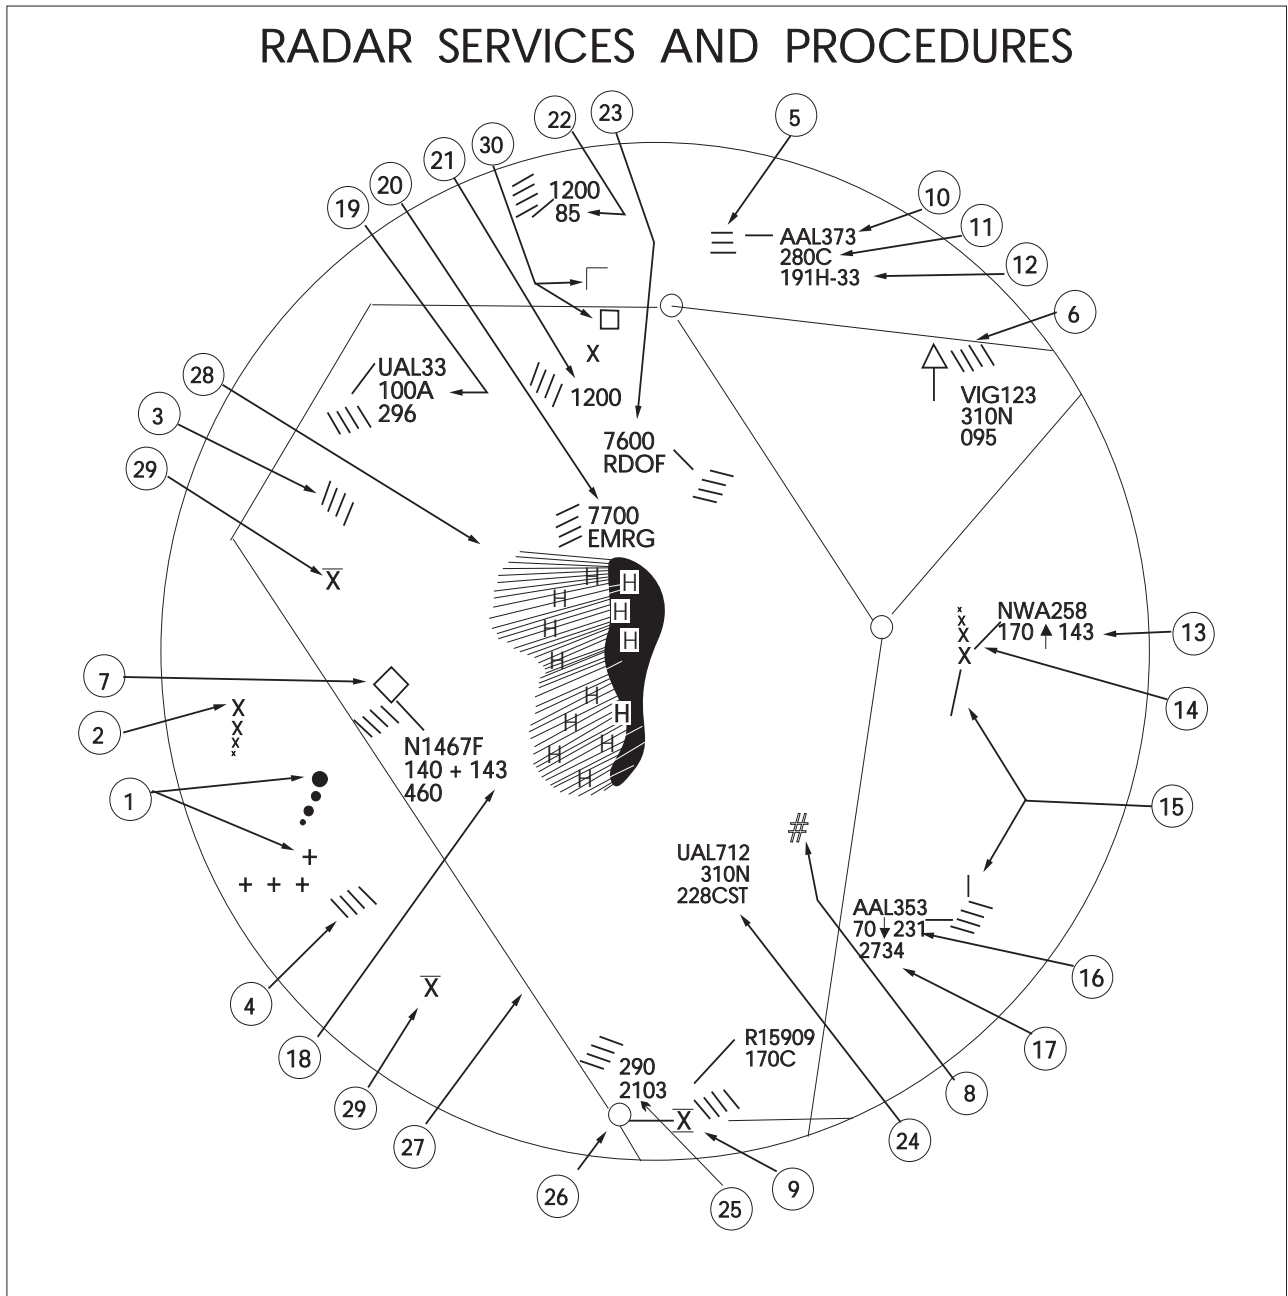 RADAR SERVICES AND PROCEDURES
23
22
5
30
21
20
19
1200
85
10
11
12
AAL373
280C
191H-33
6
X
UAL33
100A
296
1200
28
3
29
VIG123
310N
095
7600
RDOF
7700
EMRG
X
H
H
H
H
H
H
H
H
H
H
H
H
H
H
NWA258
170 143
x
x
X
X
13
14
7
2
X
X
x
x
N1467F
140 + 143
460
1
+
+ + +
15
#
UAL712
310N
228CST
AAL353
70 231
2734
16
17
4
X
18
29
27
290
2103
R15909
170C
X
8
24
26
9
25